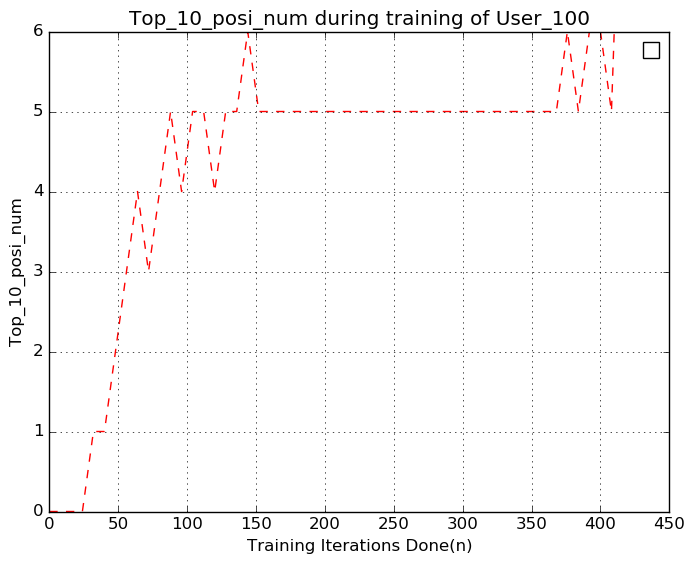 Top_10_posi_num during training of User_100
6
5
4
3
2
1
0
Top_10_posi_num
0 50 100 150 200 250 300 350 400 450
Training Iterations Done(n)